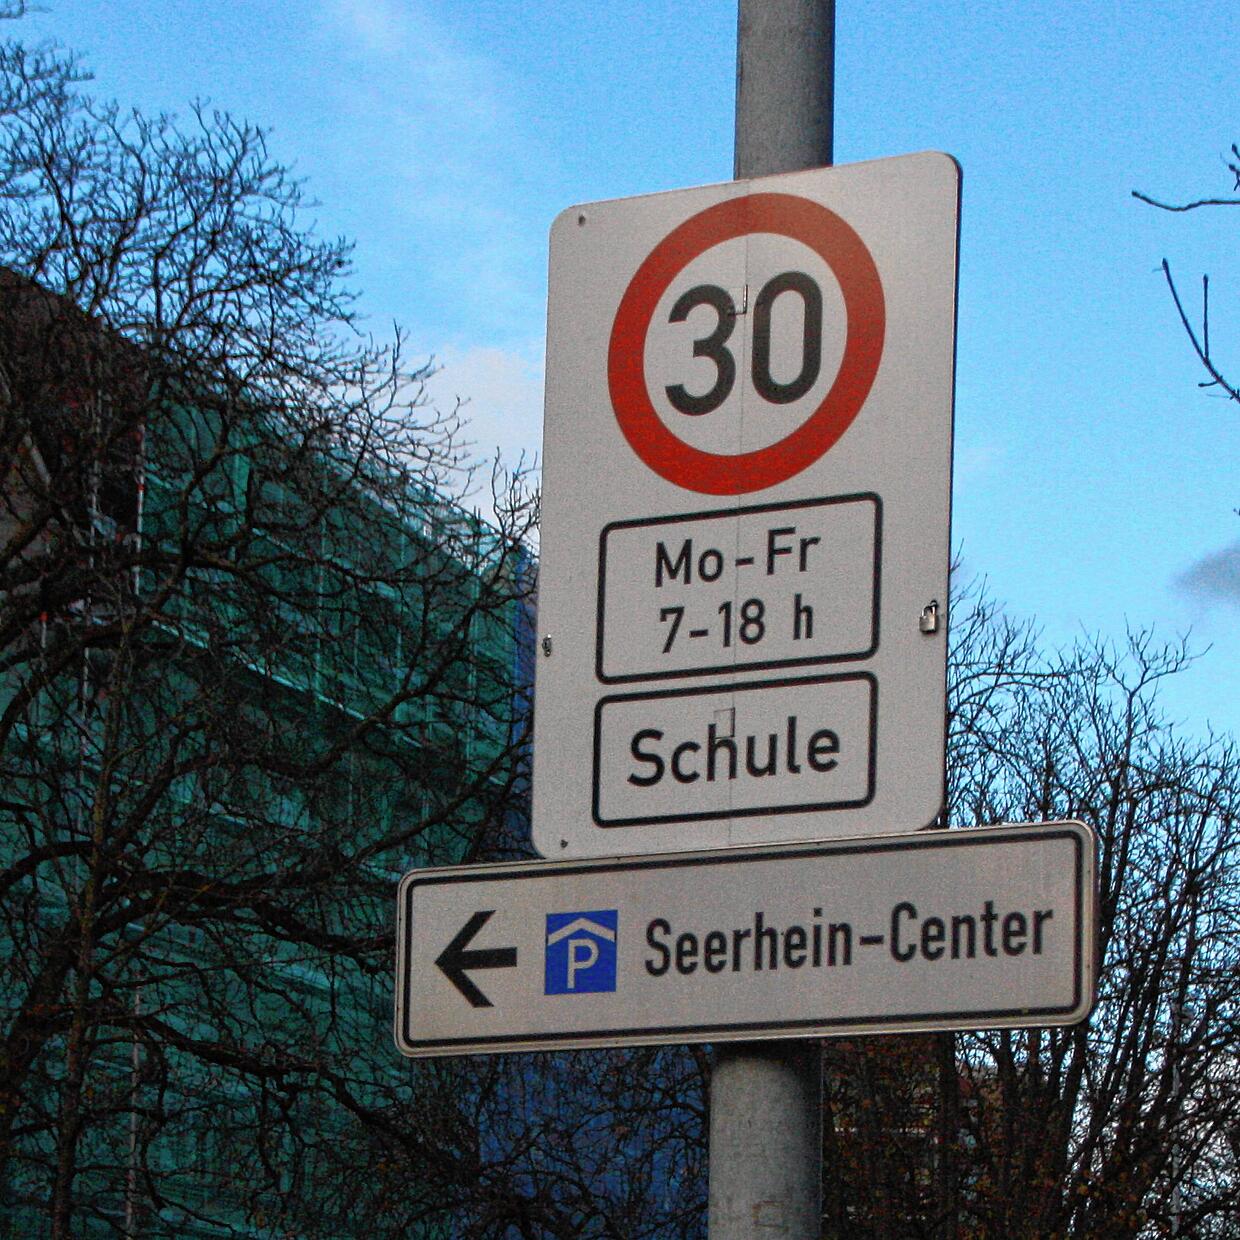 30
Mo-Fr
7-18 h
Schule
P Seerhein-Center